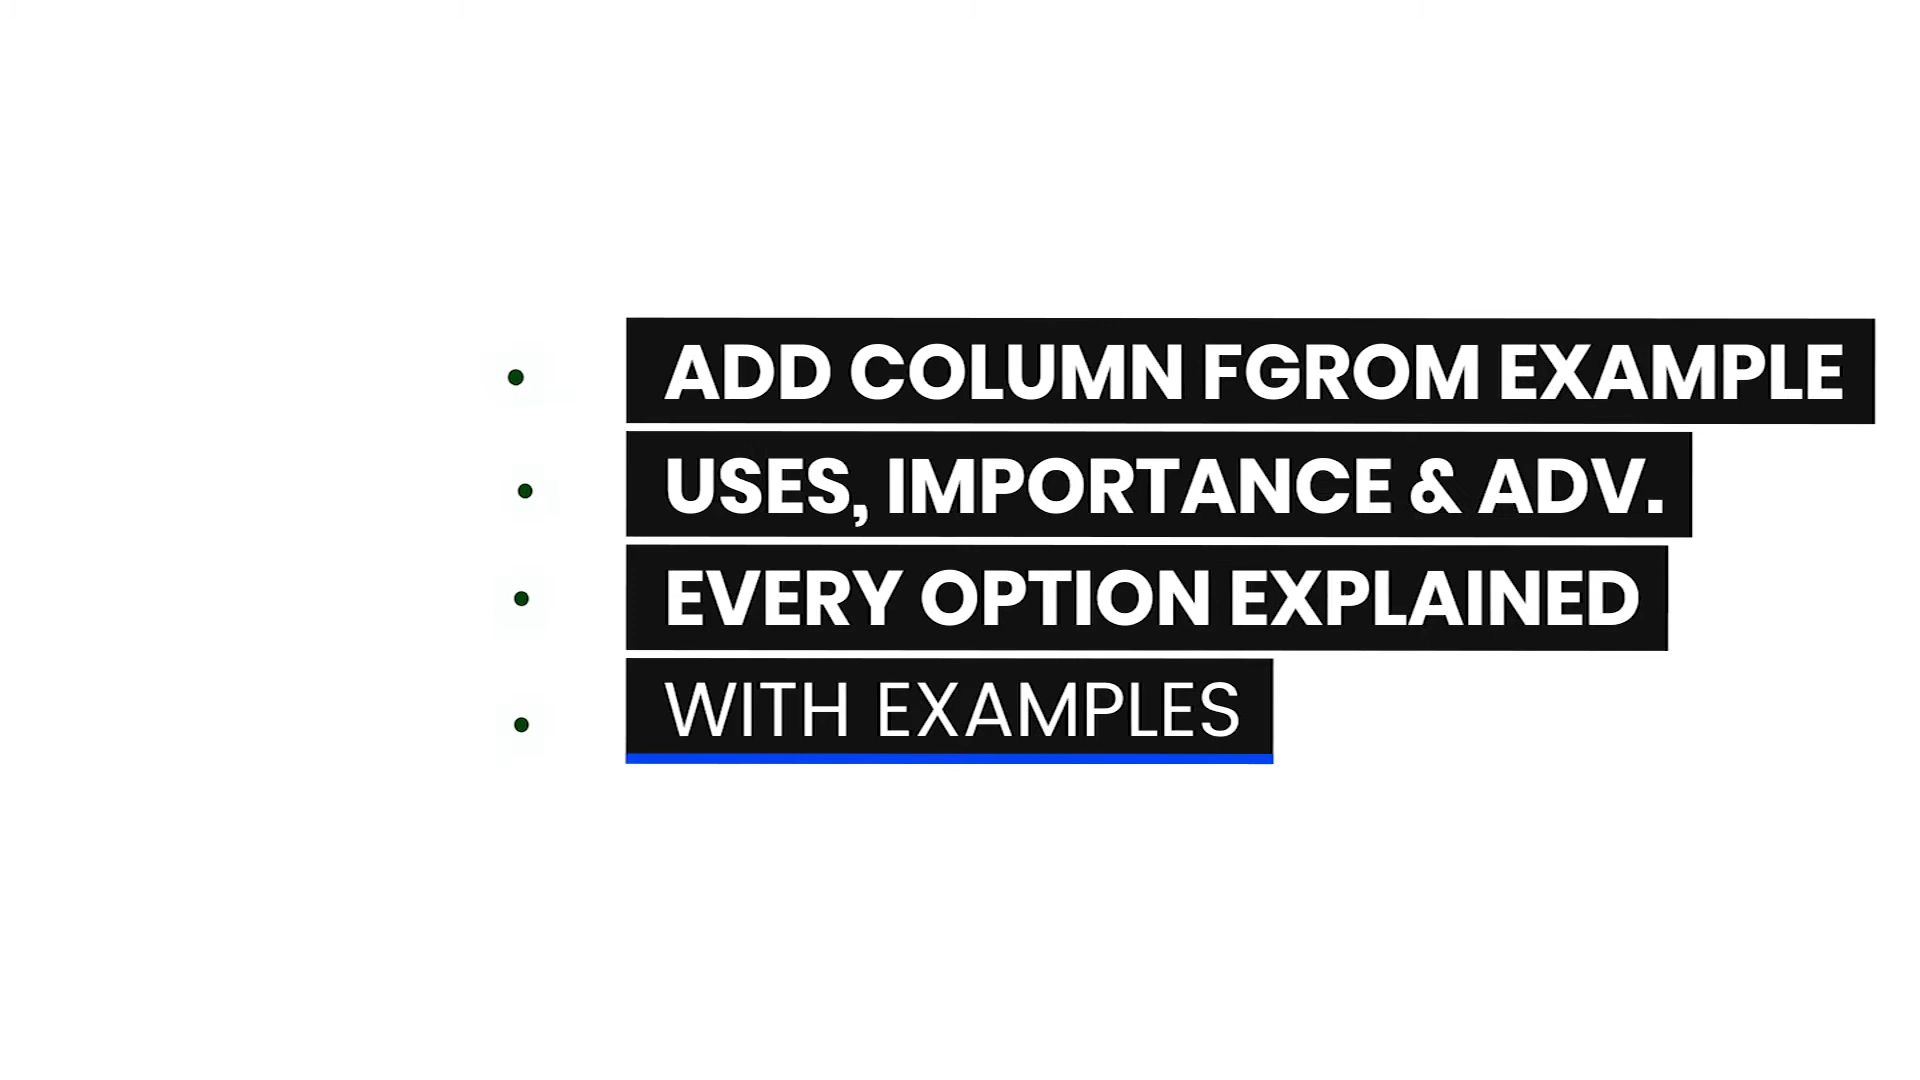 • ADD COLUMN FGROM EXAMPLE
• USES, IMPORTANCE & ADV.
• EVERY OPTION EXPLAINED
• WITH EXAMPLES